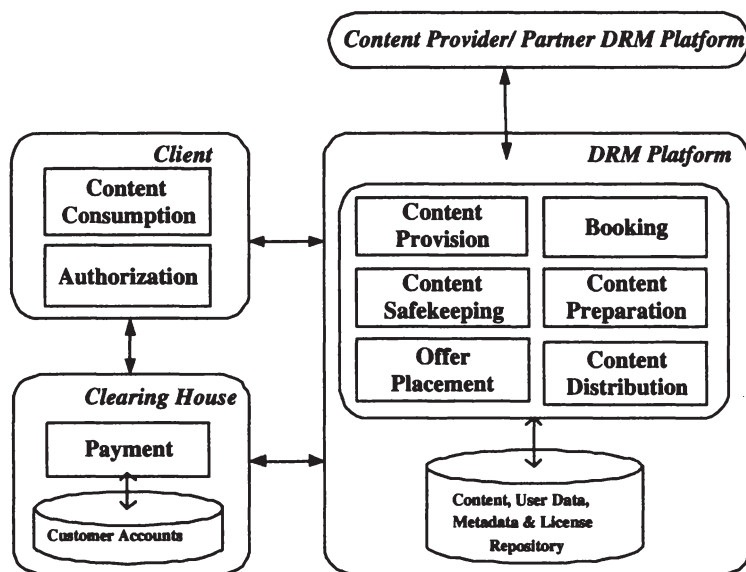 Content Provider/ Partner DRM Platform
Client
Content
Consumption
Authorization
Clearing House
Payment
Customer Accounts
DRM Platform
Content
Provision
Booking
Content
Safekeeping
Content
Preparation
Offer
Placement
Content
Distribution
Content, User Data,
Metadata & License
Repository